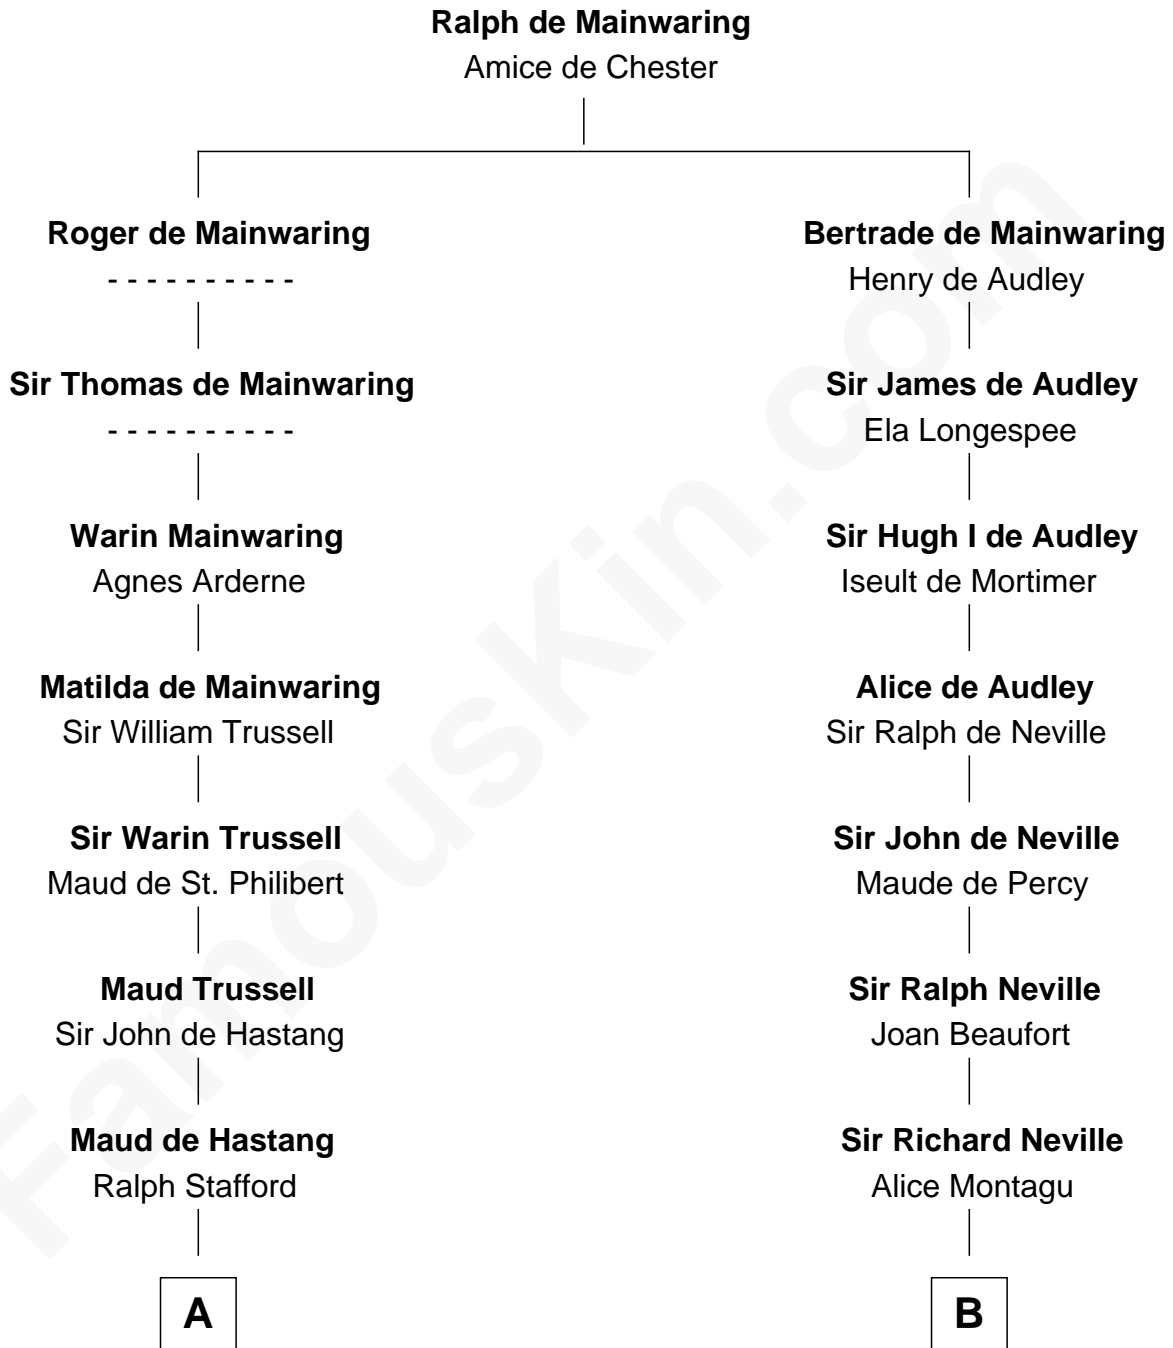 Ralph de Mainwaring
Amice de Chester
Roger de Mainwaring
- - - - - - - - - -
Sir Thomas de Mainwaring
- - - - - - - - - -
Warin Mainwaring
Agnes Arderne
Matilda de Mainwaring
Sir William Trussell
Sir Warin Trussell
Maud de St. Philibert
Maud Trussell
Sir John de Hastang
Maud de Hastang
Ralph Stafford
A
Bertrade de Mainwaring
Henry de Audley
Sir James de Audley
Ela Longespee
Sir Hugh I de Audley
Iseult de Mortimer
Alice de Audley
Sir Ralph de Neville
Sir John de Neville
Maude de Percy
Sir Ralph Neville
Joan Beaufort
Sir Richard Neville
Alice Montagu
B
FamousKin.com